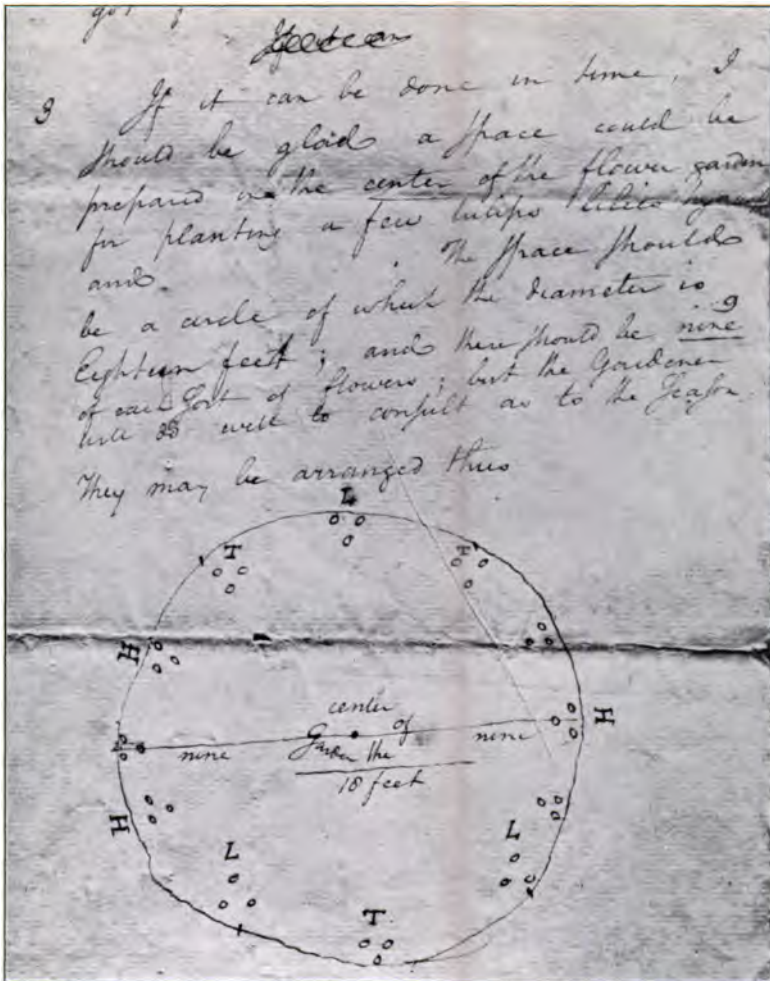 3 If it can be done in time, I
should be glad a space could be
prepared in the center of the flower garden
for planting a few tulips lilies
and The space should
be a circle of which the diameter is
Eighteen feet; and there should be nine 9
of each Sort of flowers; but the Gardener
will do well to consult as to the Season
They may be arranged thus
L
T T
H
center
of H
nine Garden the nine
18 feet
H
L L
T